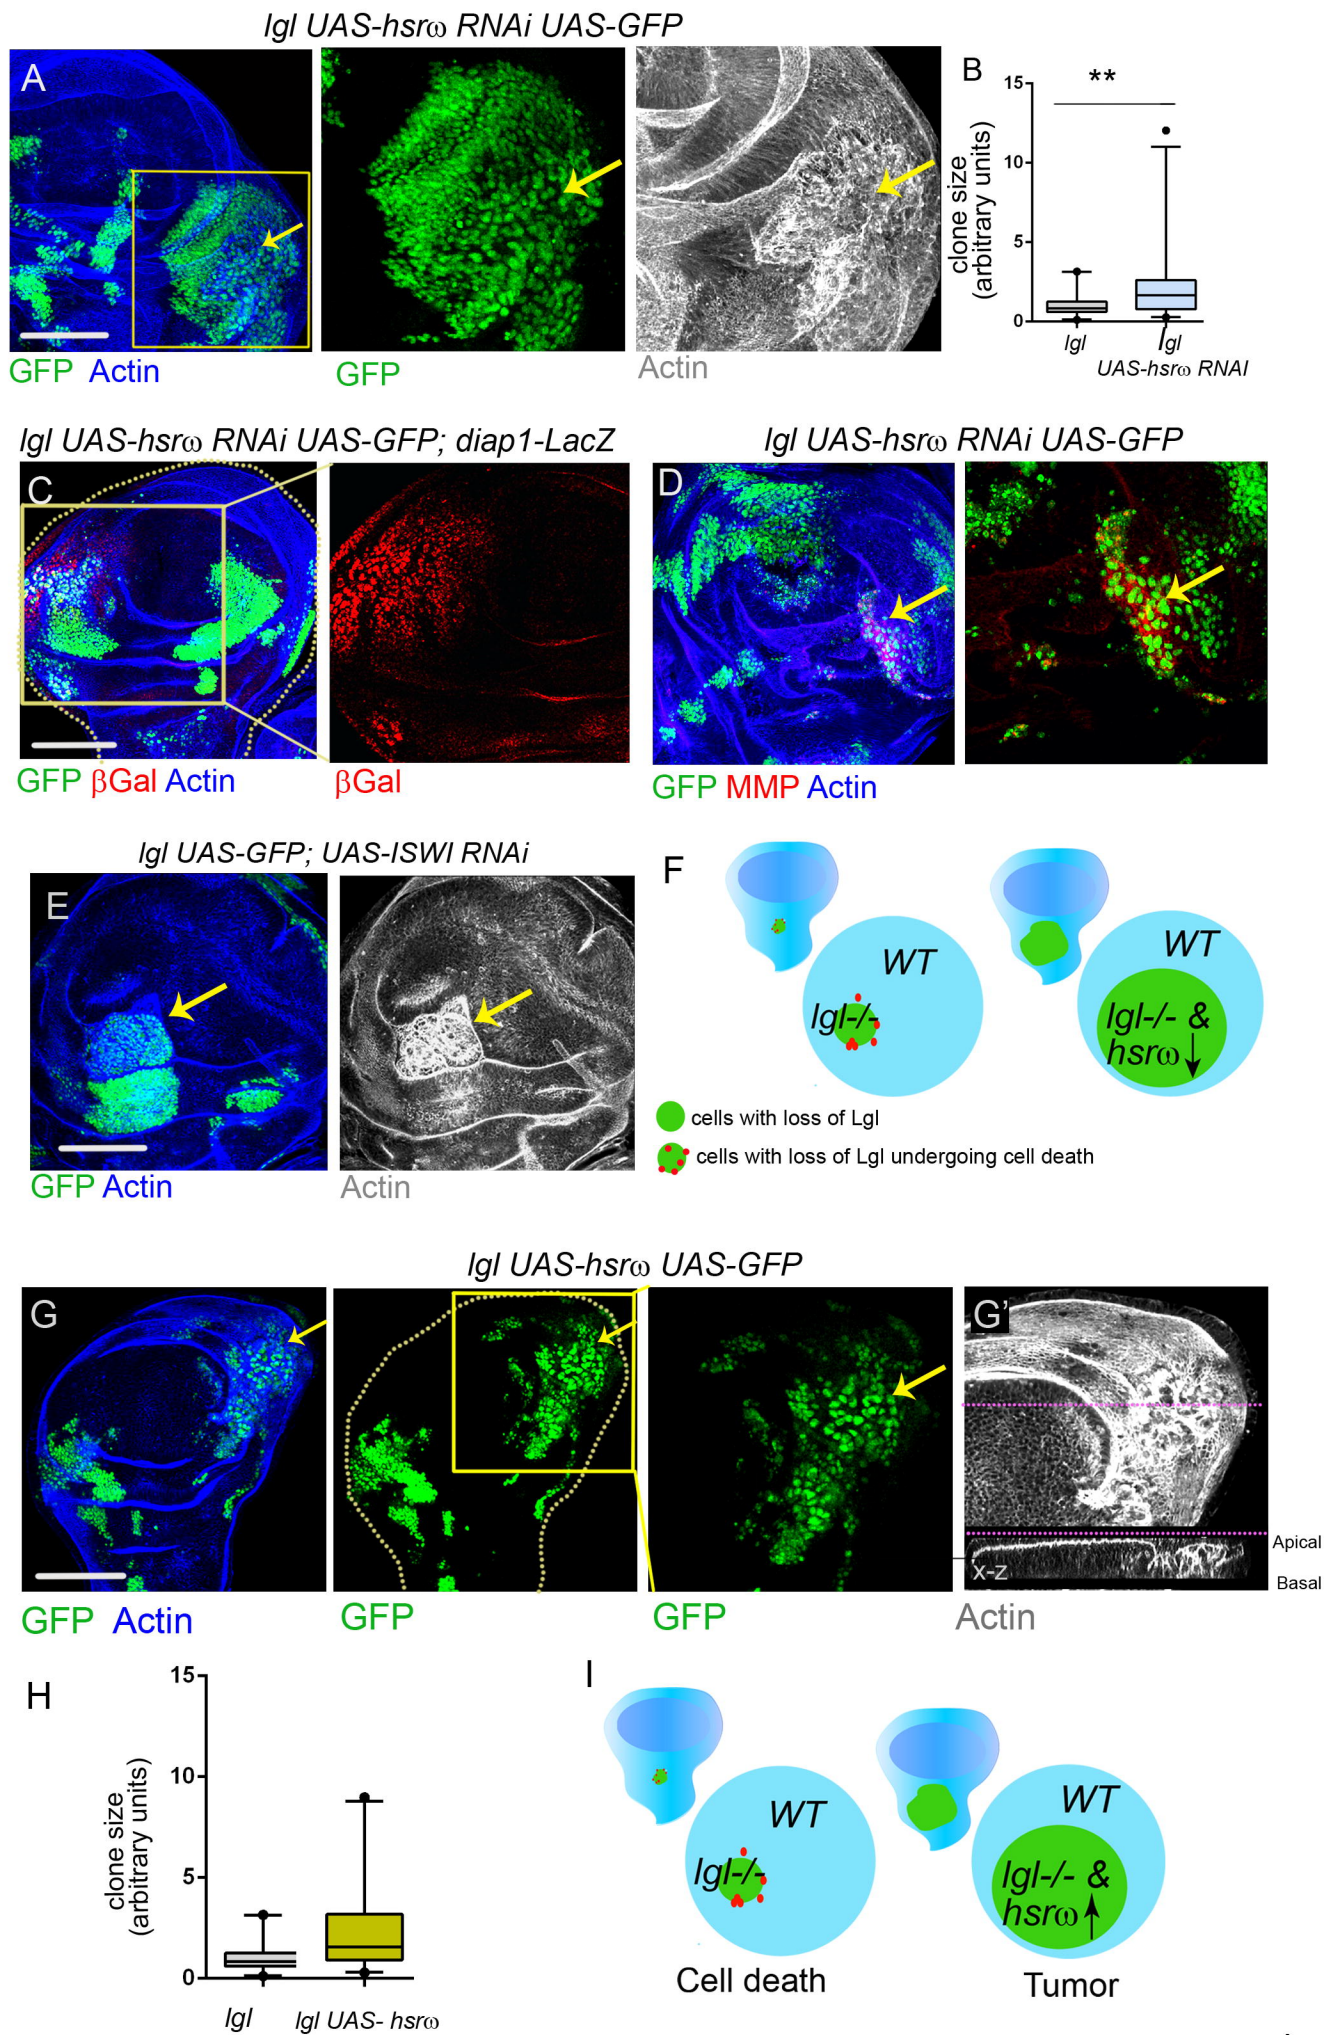 lgl UAS-hsrω RNAi UAS-GFP
A
B
15
**
10
5
0
clone size
(arbitrary units)
lgl
lgl
UAS-hsrω RNAI
GFP Actin
GFP
Actin
lgl UAS-hsrω RNAi UAS-GFP; diap1-LacZ
lgl UAS-hsrω RNAi UAS-GFP
C
D
GFP βGal Actin
βGal
GFP MMP Actin
lgl UAS-GFP; UAS-ISWI RNAi
E
F
WT
lgl-/-
WT
lgl-/- &
hsrω
cells with loss of Lgl
cells with loss of Lgl undergoing cell death
GFP Actin
Actin
lgl UAS-hsrω UAS-GFP
G
G'
x-z
Apical
Basal
GFP Actin
GFP
GFP
Actin
H
15
10
5
0
clone size
(arbitrary units)
lgl
lgl UAS- hsrω
I
WT
lgl-/-
WT
lgl-/- &
hsrω
Cell death
Tumor